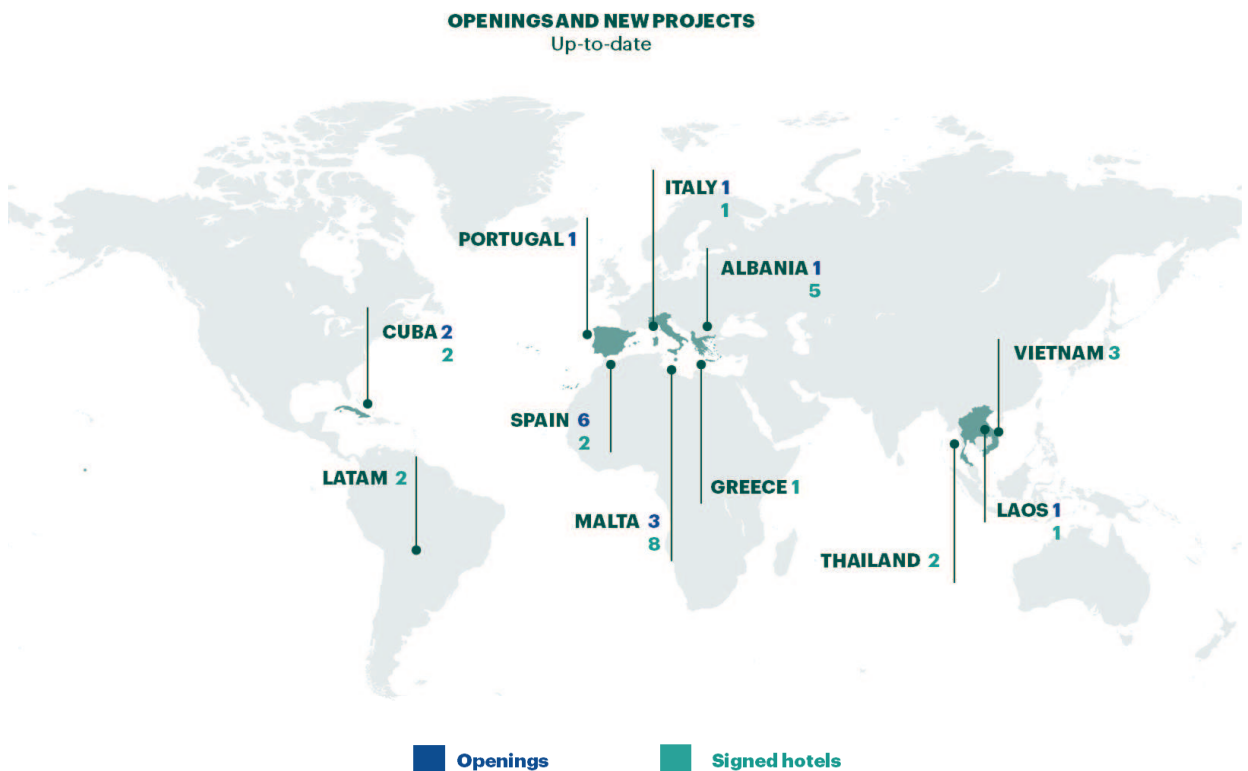 OPENINGS AND NEW PROJECTS
Up-to-date
ITALY 1
1
PORTUGAL 1
ALBANIA 1
5
CUBA 2
2
VIETNAM 3
SPAIN 6
2
LATAM 2
GREECE 1
MALTA 3
8
LAOS 1
1
THAILAND 2
Openings
Signed hotels